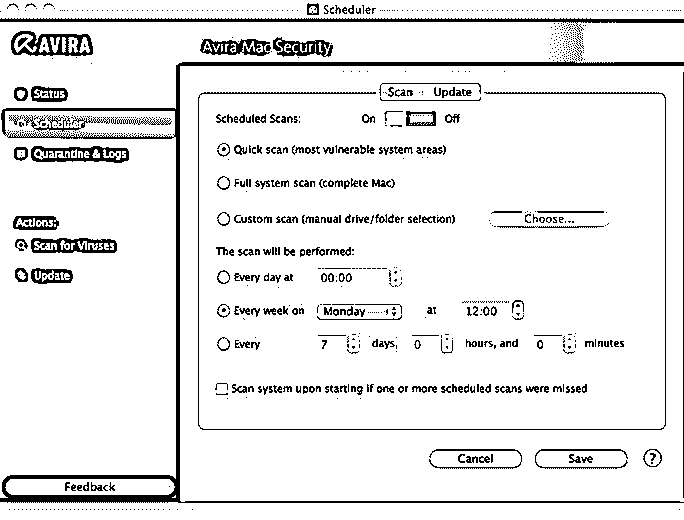 Scheduler
AVIRA
Avira Mac Security
Status
Scheduler
Quarantine & Logs
Actions:
Scan for Viruses
Update
Feedback
Scan Update
Scheduled Scans: On Off
Quick scan (most vulnerable system areas)
Full system scan (complete Mac)
Custom scan (manual drive/folder selection) Choose...
The scan will be performed:
Every day at 00:00
Every week on Monday at 12:00
Every 7 days, 0 hours, and 0 minutes
Scan system upon starting if one or more scheduled scans were missed
Cancel Save ?